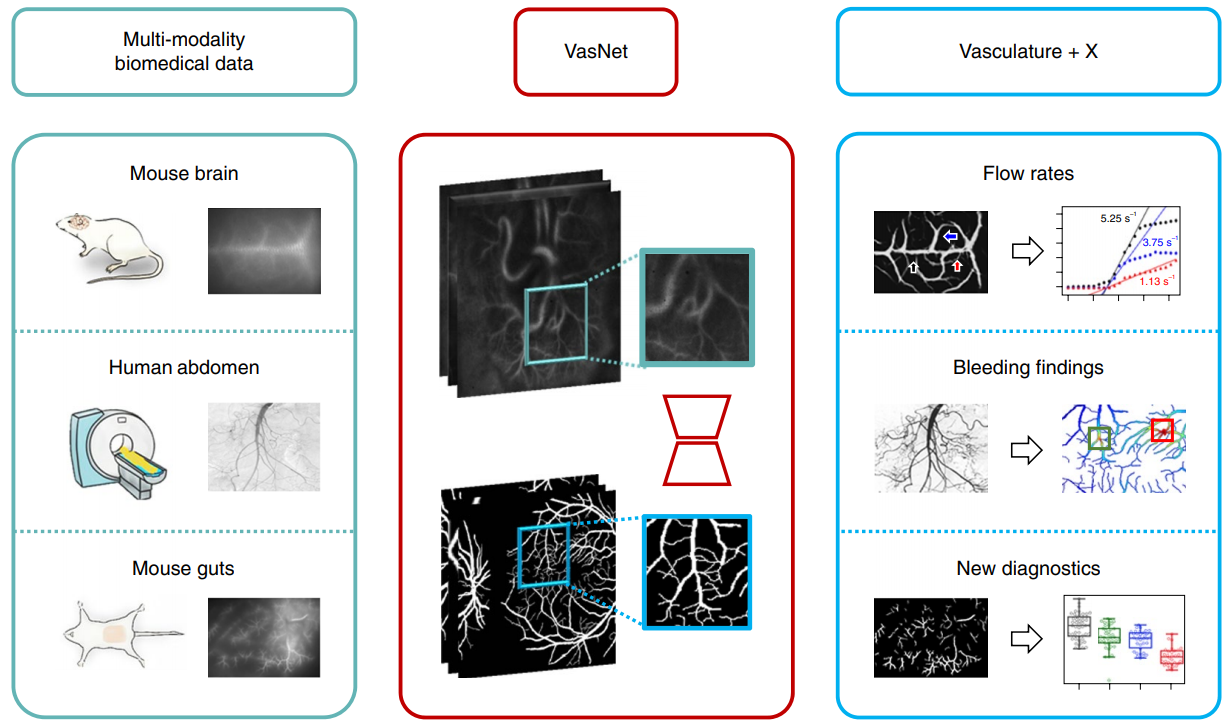 Multi-modality
biomedical data
VasNet
Vasculature + X
Mouse brain
Human abdomen
Mouse guts
Flow rates
5.25 s⁻¹
3.75 s⁻¹
1.13 s⁻¹
Bleeding findings
New diagnostics